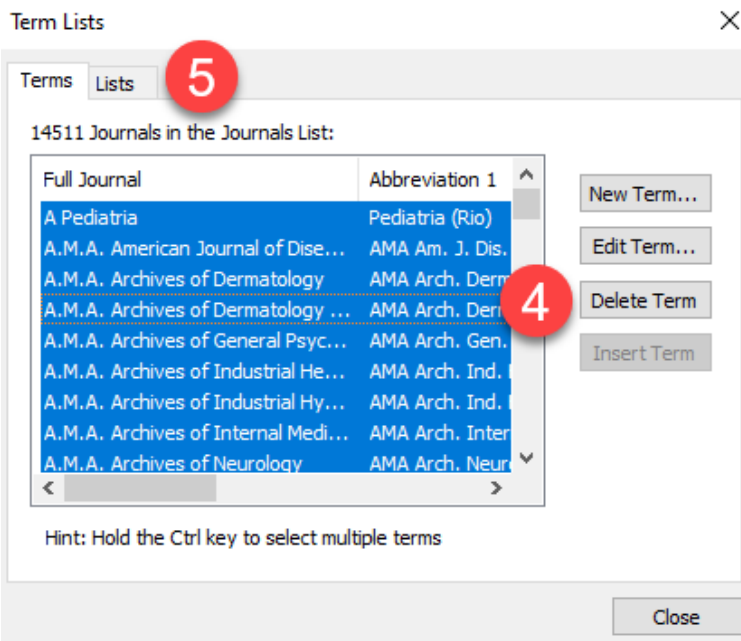 Term Lists
Terms Lists 5
14511 Journals in the Journals List:
Full Journal Abbreviation 1
New Term...
A Pediatria Pediatria (Rio)
A.M.A. American Journal of Dise... AMA Am. J. Dis.
Edit Term...
A.M.A. Archives of Dermatology AMA Arch. Derm
A.M.A. Archives of Dermatology ... AMA Arch. Der
4 Delete Term
A.M.A. Archives of General Psyc... AMA Arch. Gen.
Insert Term
A.M.A. Archives of Industrial He... AMA Arch. Ind.
A.M.A. Archives of Industrial Hy... AMA Arch. Ind.
A.M.A. Archives of Internal Medi... AMA Arch. Inter
A.M.A. Archives of Neurology AMA Arch. Neuro
Hint: Hold the Ctrl key to select multiple terms
Close